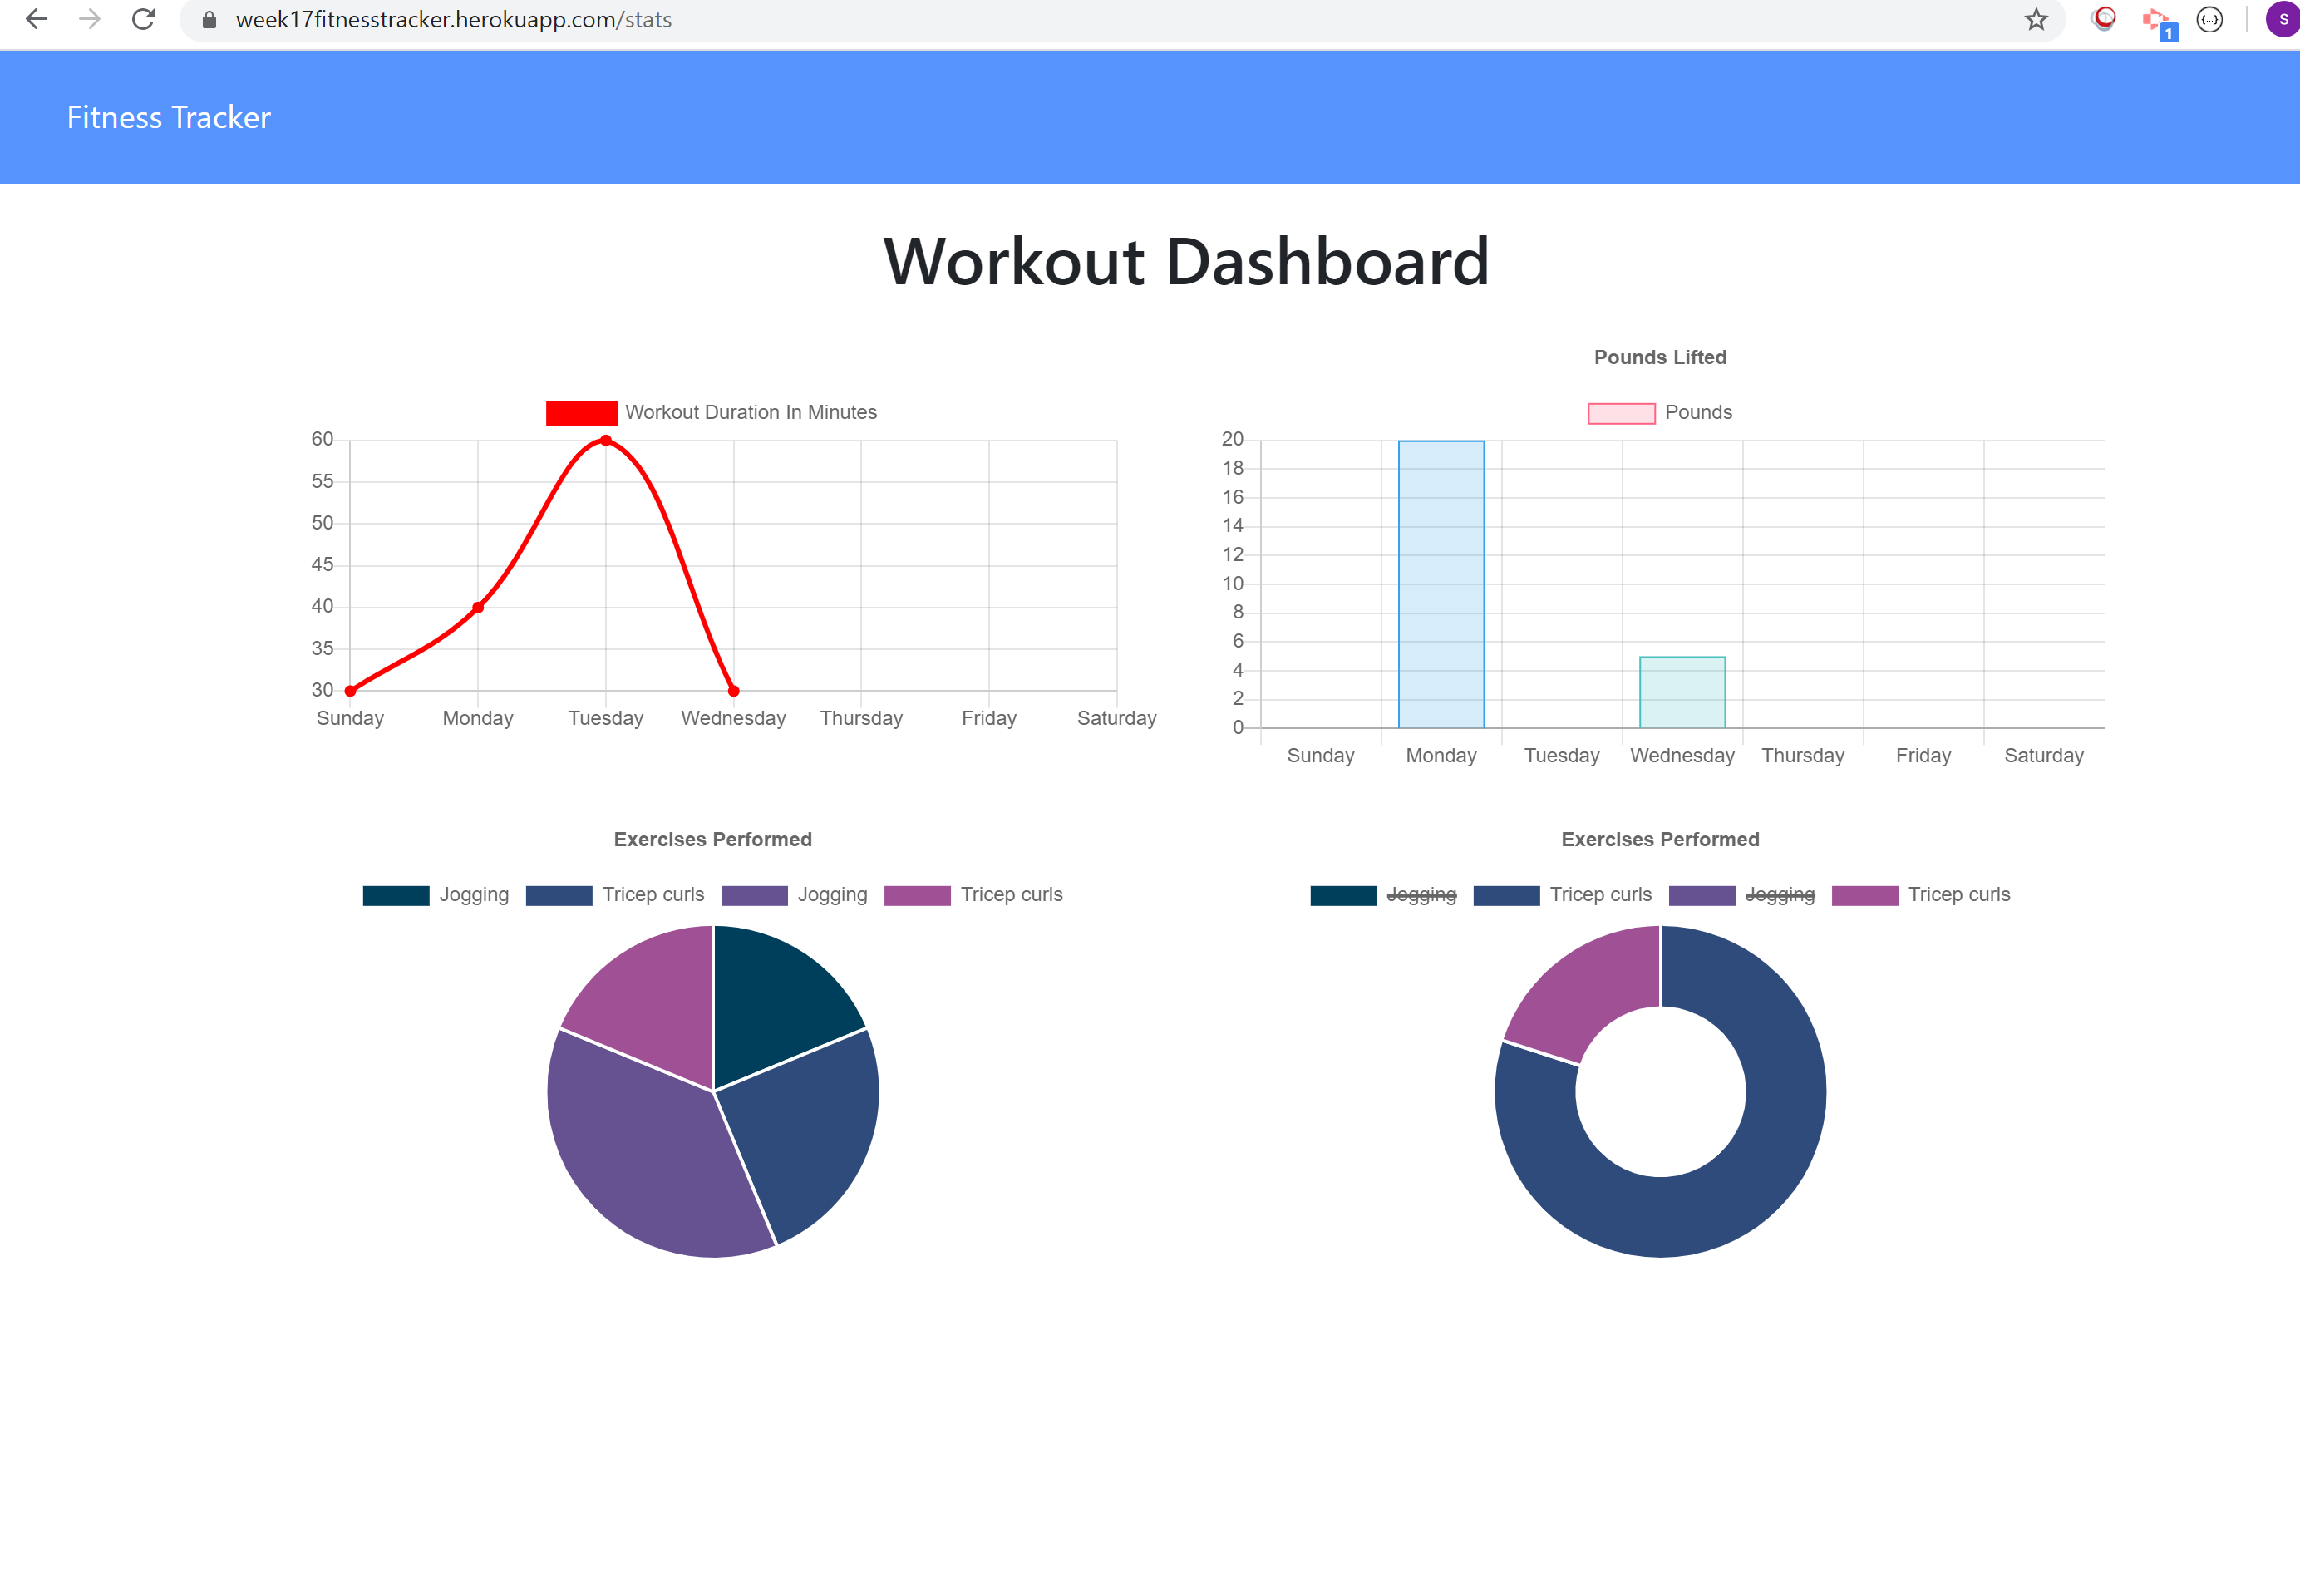 week17fitnesstracker.herokuapp.com/stats
1
{...}
S
Fitness Tracker
Workout Dashboard
Workout Duration In Minutes
60
55
50
45
40
35
30
Sunday Monday Tuesday Wednesday Thursday Friday Saturday
Pounds Lifted
Pounds
20
18
16
14
12
10
8
6
4
2
0
Sunday Monday Tuesday Wednesday Thursday Friday Saturday
Exercises Performed
Jogging Tricep curls Jogging Tricep curls
Exercises Performed
Jogging Tricep curls Jogging Tricep curls